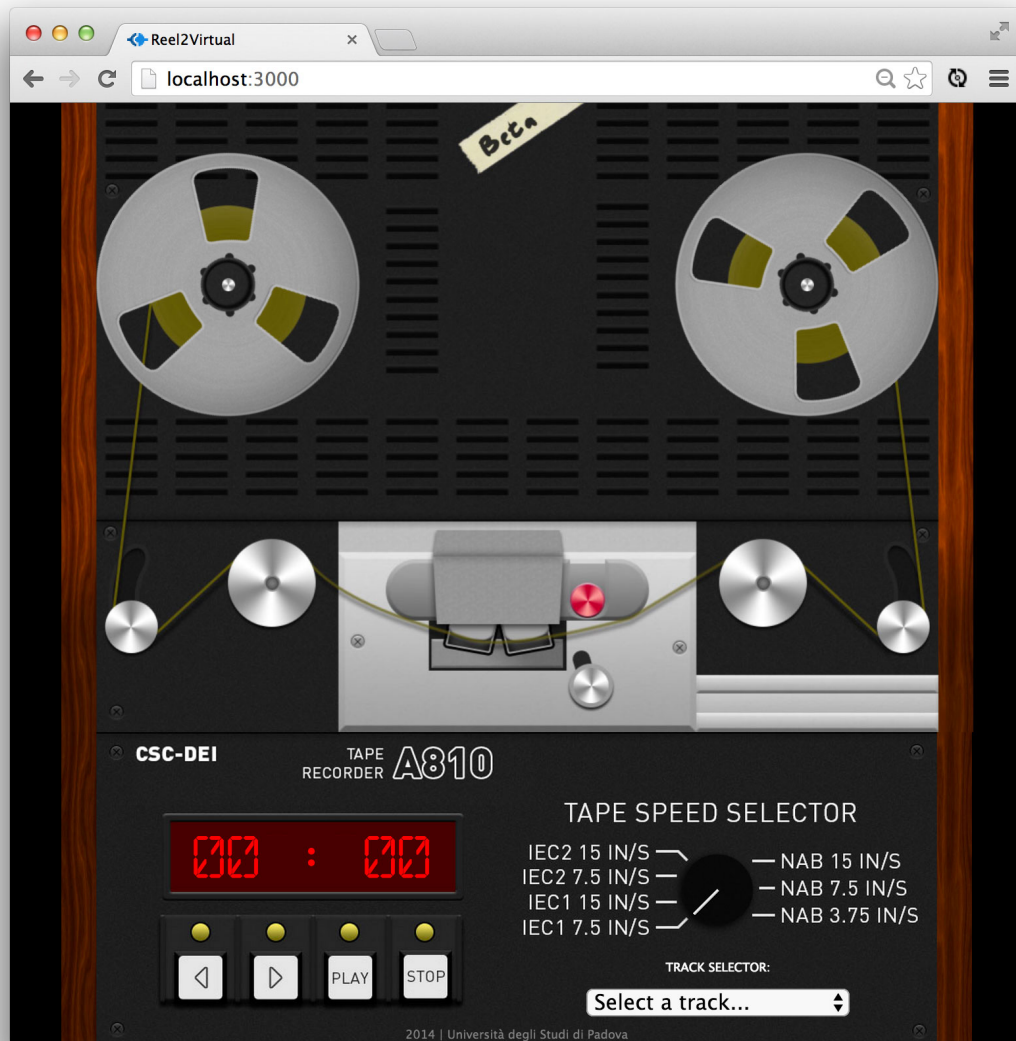 Reel2Virtual
localhost:3000
Beta
CSC-DEI
TAPE
RECORDER
A810
00 : 00
TAPE SPEED SELECTOR
IEC2 15 IN/S
IEC2 7.5 IN/S
IEC1 15 IN/S
IEC1 7.5 IN/S
NAB 15 IN/S
NAB 7.5 IN/S
NAB 3.75 IN/S
PLAY
STOP
TRACK SELECTOR:
Select a track...
2014 | Università degli Studi di Padova